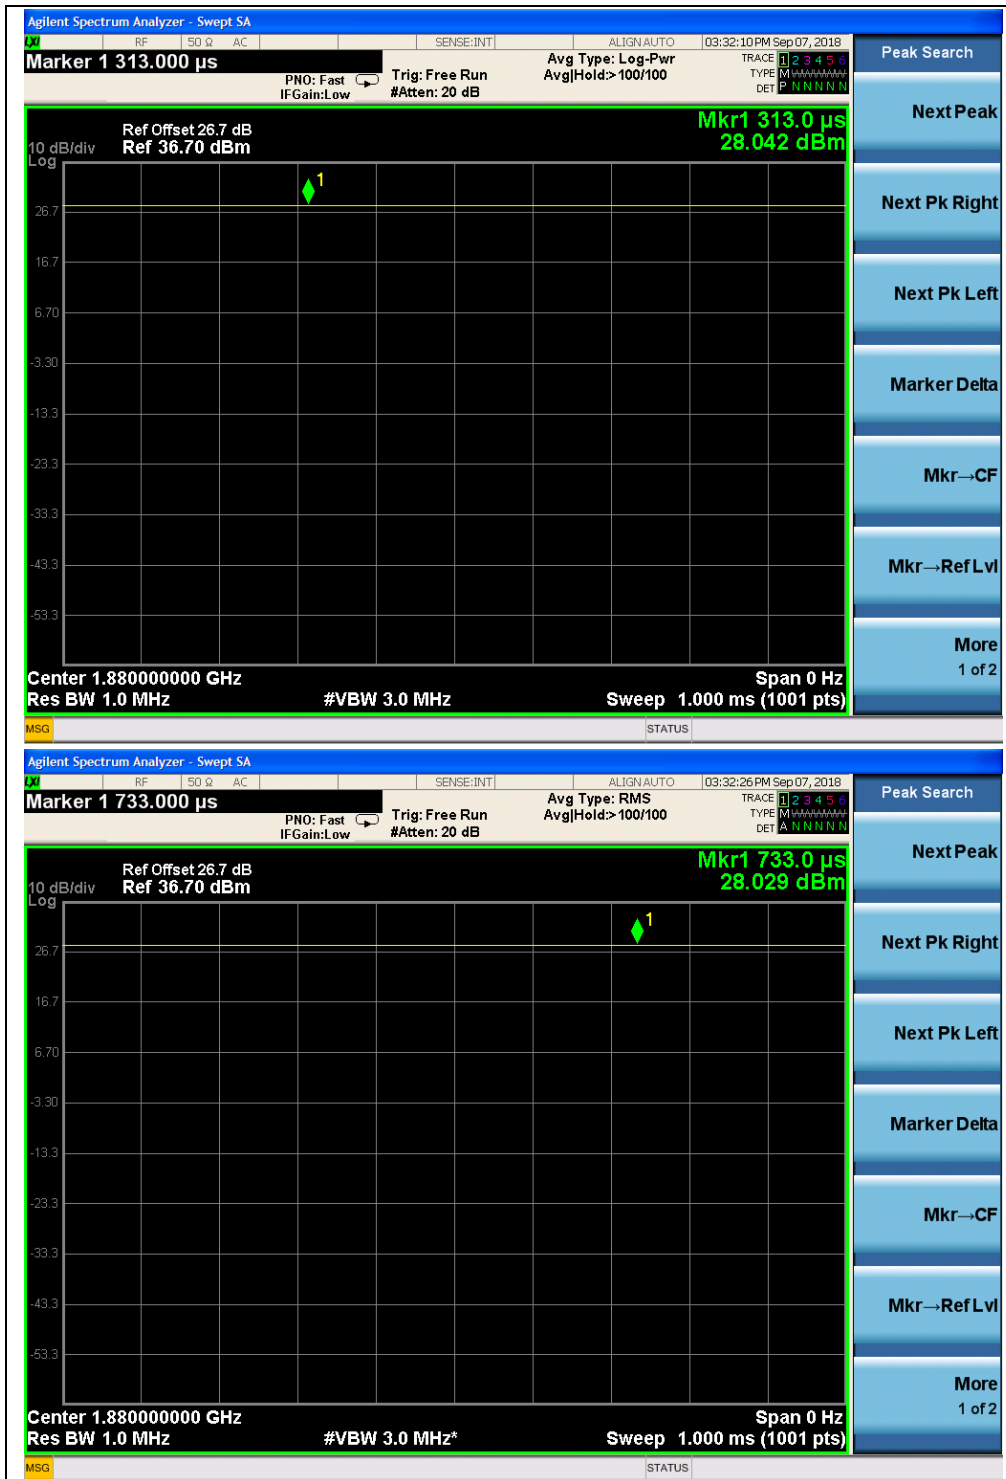 Agilent Spectrum Analyzer - Swept SA
LXI RF 50 Ω AC SENSE:INT ALIGN AUTO 03:32:10 PM Sep 07, 2018
Marker 1 313.000 µs
PNO: Fast
IFGain:Low
Trig: Free Run
#Atten: 20 dB
Avg Type: Log-Pwr
Avg|Hold:>100/100
TRACE 1 2 3 4 5 6
TYPE M
DET P N N N N N
Peak Search
Mkr1 313.0 µs
28.042 dBm
Ref Offset 26.7 dB
10 dB/div Ref 36.70 dBm
Log
1
26.7
16.7
6.70
-3.30
-13.3
-23.3
-33.3
-43.3
-53.3
Center 1.880000000 GHz Span 0 Hz
Res BW 1.0 MHz #VBW 3.0 MHz Sweep 1.000 ms (1001 pts)
Next Peak
Next Pk Right
Next Pk Left
Marker Delta
Mkr→CF
Mkr→Ref Lvl
More
1 of 2
MSG STATUS
Agilent Spectrum Analyzer - Swept SA
LXI RF 50 Ω AC SENSE:INT ALIGN AUTO 03:32:26 PM Sep 07, 2018
Marker 1 733.000 µs
PNO: Fast
IFGain:Low
Trig: Free Run
#Atten: 20 dB
Avg Type: RMS
Avg|Hold:>100/100
TRACE 1 2 3 4 5 6
TYPE M
DET A N N N N N
Peak Search
Mkr1 733.0 µs
28.029 dBm
Ref Offset 26.7 dB
10 dB/div Ref 36.70 dBm
Log
1
26.7
16.7
6.70
-3.30
-13.3
-23.3
-33.3
-43.3
-53.3
Center 1.880000000 GHz Span 0 Hz
Res BW 1.0 MHz #VBW 3.0 MHz* Sweep 1.000 ms (1001 pts)
Next Peak
Next Pk Right
Next Pk Left
Marker Delta
Mkr→CF
Mkr→Ref Lvl
More
1 of 2
MSG STATUS